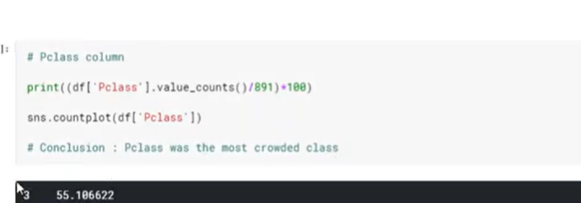 ]:
# Pclass column
print((df['Pclass'].value_counts()/891)*100)
sns.countplot(df['Pclass'])
# Conclusion : Pclass was the most crowded class
3 55.106622